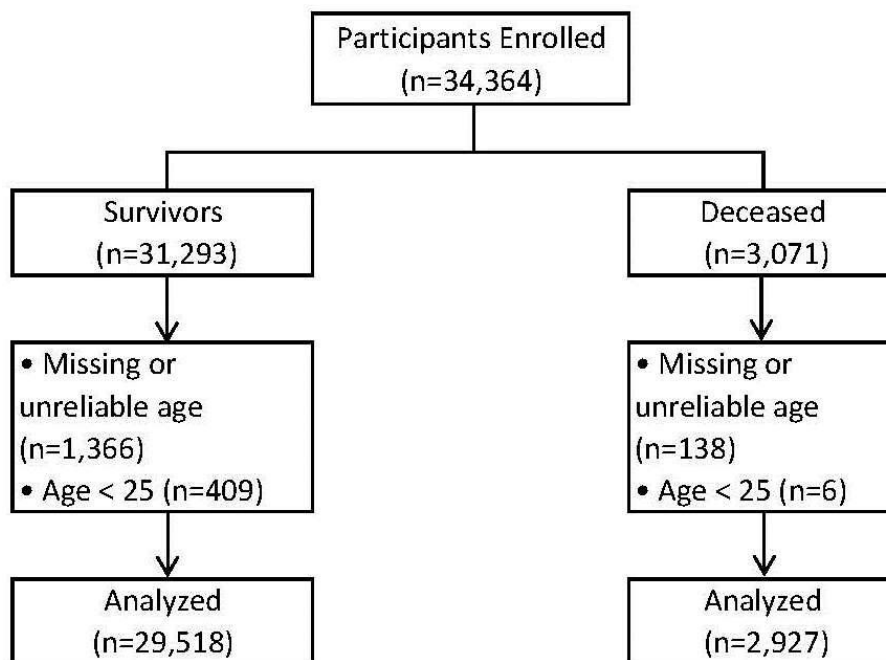 Participants Enrolled
(n=34,364)
Survivors
(n=31,293)
Deceased
(n=3,071)
• Missing or
unreliable age
(n=1,366)
• Age < 25 (n=409)
• Missing or
unreliable age
(n=138)
• Age < 25 (n=6)
Analyzed
(n=29,518)
Analyzed
(n=2,927)